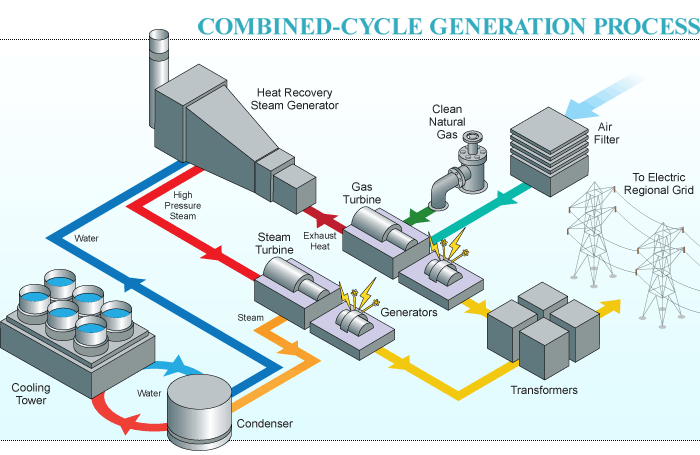 COMBINED-CYCLE GENERATION PROCESS
Heat Recovery
Steam Generator
Clean
Natural
Gas
Air
Filter
To Electric
Regional Grid
Gas
Turbine
High
Pressure
Steam
Exhaust
Heat
Water
Steam
Turbine
Steam
Generators
Transformers
Cooling
Tower
Water
Condenser